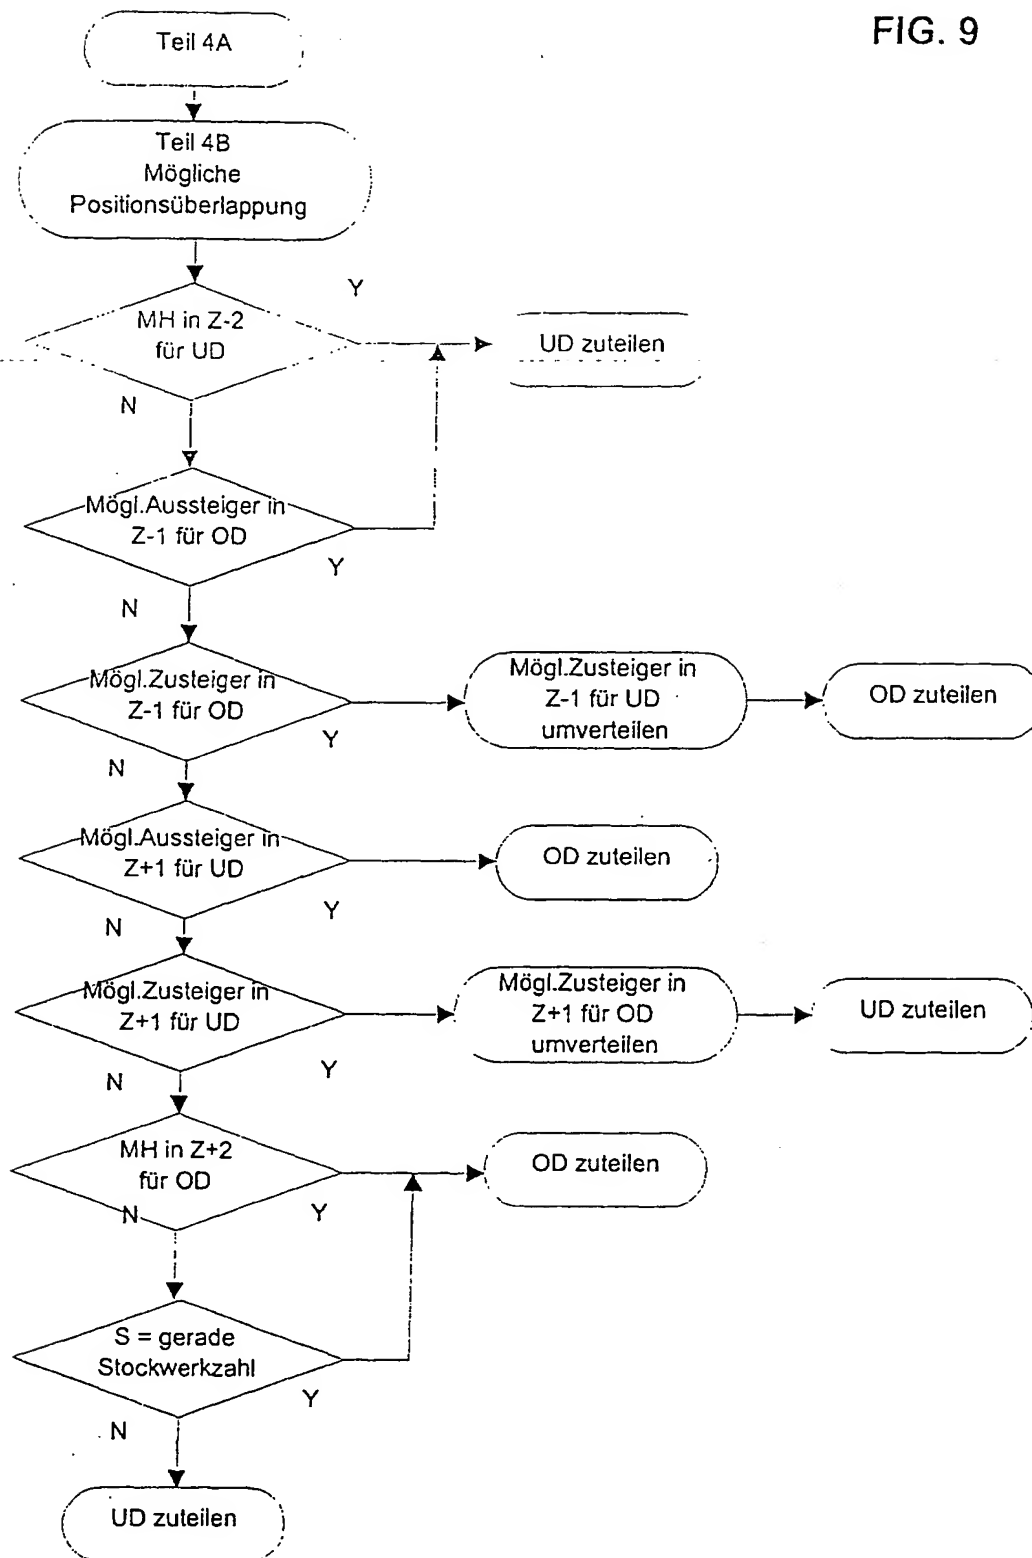 FIG. 9
Teil 4A
Teil 4B
Mögliche
Positionsüberlappung
Y
MH in Z-2
für UD
UD zuteilen
N
Mögl.Aussteiger in
Z-1 für OD
Y
N
Mögl.Zusteiger in
Z-1 für OD
Y
Mögl.Zusteiger in
Z-1 für UD
umverteilen
OD zuteilen
N
Mögl.Aussteiger in
Z+1 für UD
Y
OD zuteilen
N
Mögl.Zusteiger in
Z+1 für UD
Y
Mögl.Zusteiger in
Z+1 für OD
umverteilen
UD zuteilen
N
MH in Z+2
für OD
Y
OD zuteilen
N
S = gerade
Stockwerkzahl
Y
N
UD zuteilen